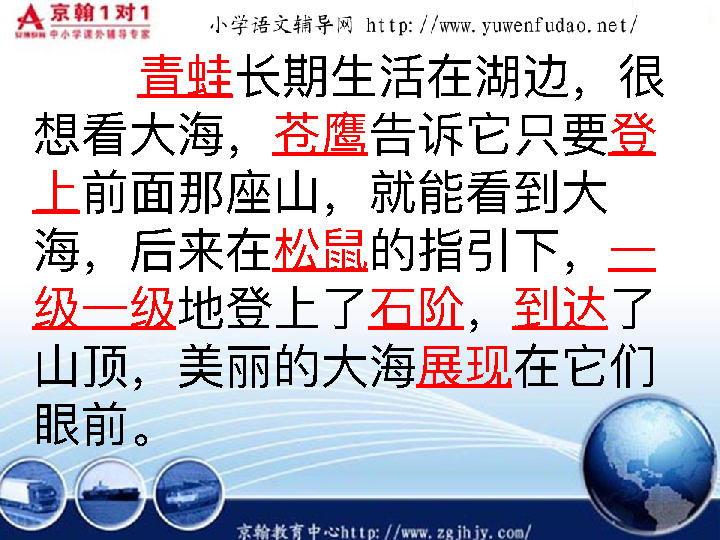 京翰1对1
中小学课外辅导专家
小学语文辅导网 http://www.yuwenfudao.net/
青蛙长期生活在湖边，很
想看大海，苍鹰告诉它只要登
上前面那座山，就能看到大
海，后来在松鼠的指引下，一
级一级地登上了石阶，到达了
山顶，美丽的大海展现在它们
眼前。
京翰教育中心http://www.zgjhjy.com/